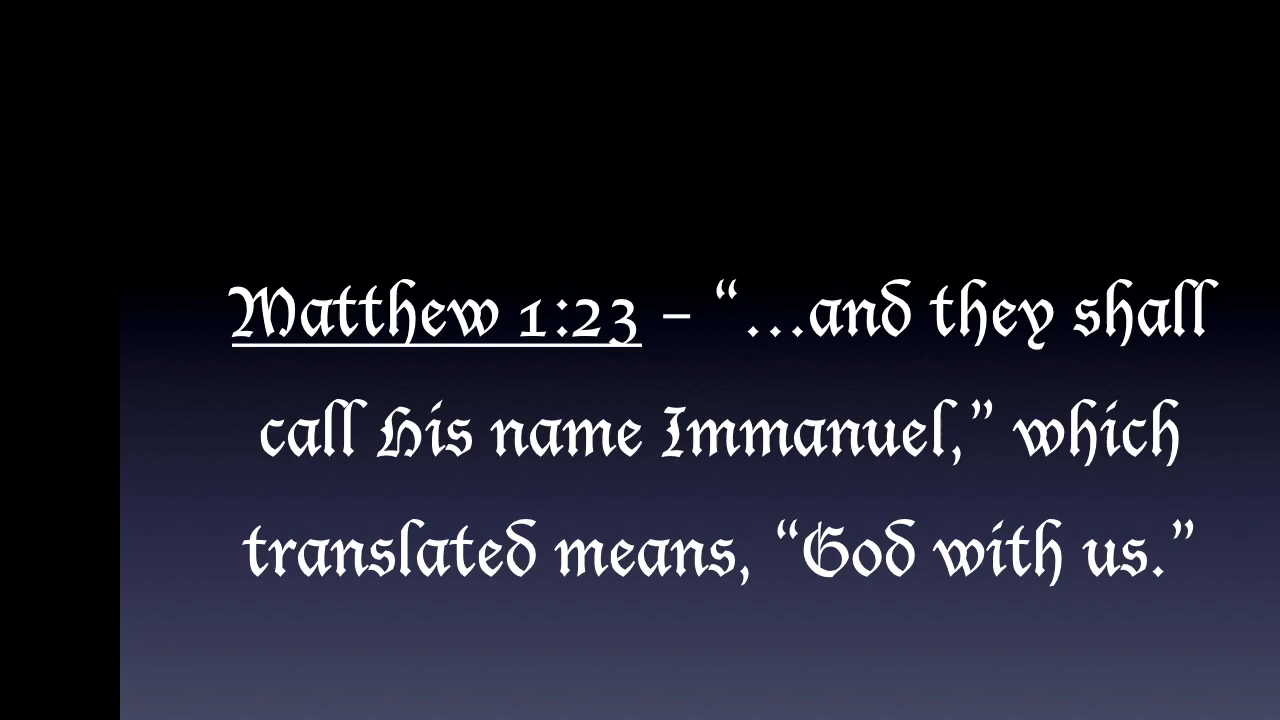 Matthew 1:23 – “…and they shall
call His name Immanuel,” which
translated means, “God with us.”